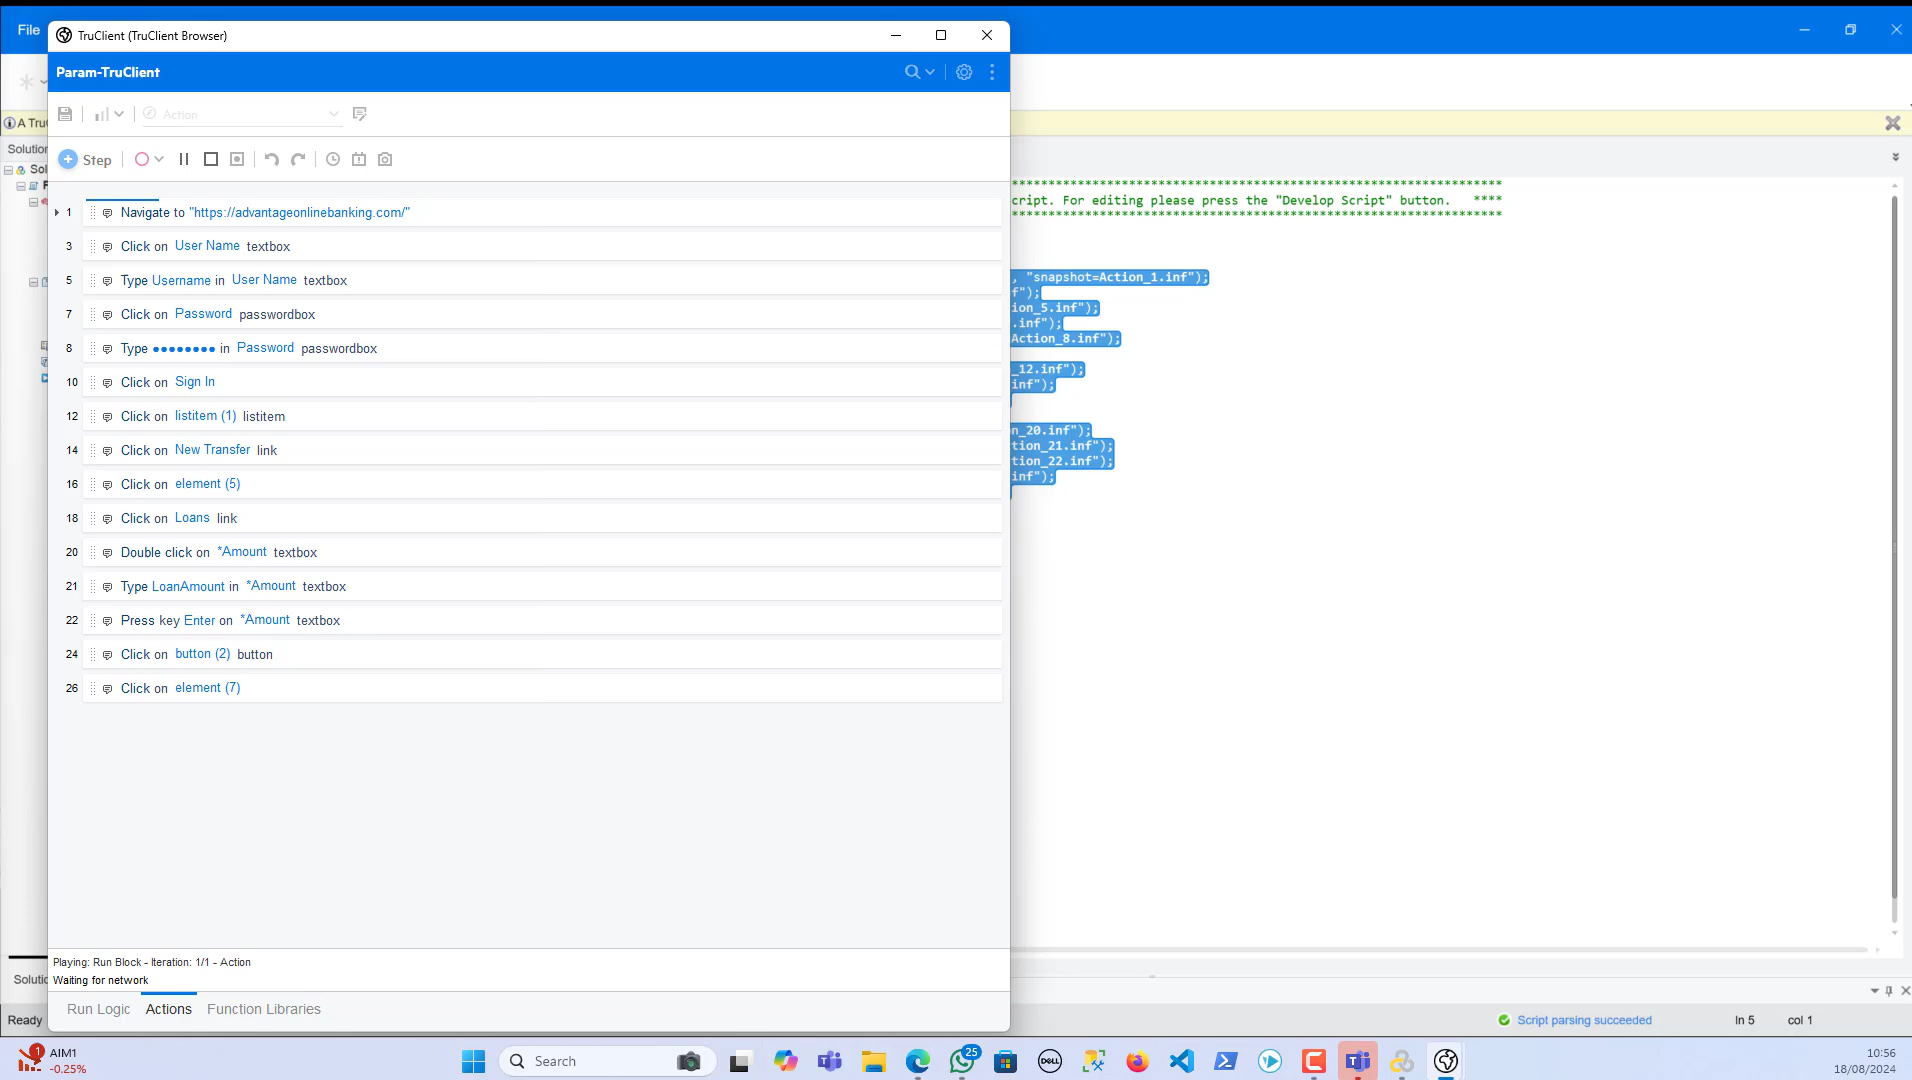 File
TruClient (TruClient Browser)
Param-TruClient
Action
A TruC
Solution
Step
Sol
1 Navigate to "https://advantageonlinebanking.com/"
3 Click on User Name textbox
5 Type Username in User Name textbox
7 Click on Password passwordbox
8 Type ●●●●●●●● in Password passwordbox
10 Click on Sign In
12 Click on listitem (1) listitem
14 Click on New Transfer link
16 Click on element (5)
18 Click on Loans link
20 Double click on *Amount textbox
21 Type LoanAmount in *Amount textbox
22 Press key Enter on *Amount textbox
24 Click on button (2) button
26 Click on element (7)
Playing: Run Block - Iteration: 1/1 - Action
Waiting for network
Run Logic Actions Function Libraries
*******************************************************************
cript. For editing please press the "Develop Script" button. ****
*******************************************************************
, "snapshot=Action_1.inf");
f");
ion_5.inf");
.inf");
Action_8.inf");
_12.inf");
inf");
n_20.inf");
tion_21.inf");
tion_22.inf");
inf");
Solutio
Ready
Script parsing succeeded
ln 5
col 1
1
AIM1
-0.25%
Search
25
DELL
10:56
18/08/2024